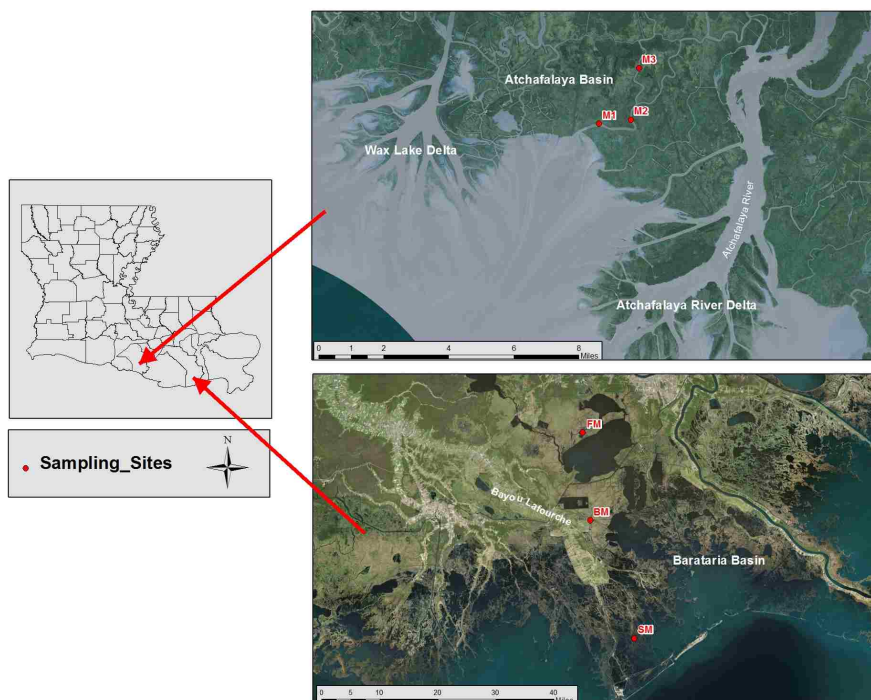 M3
Atchafalaya Basin
M1
M2
Wax Lake Delta
Atchafalaya River
Atchafalaya River Delta
0 1 2 4 6 8
Miles
N
Sampling_Sites
FM
Bayou Lafourche
BM
Barataria Basin
SM
0 5 10 20 30 40
Miles